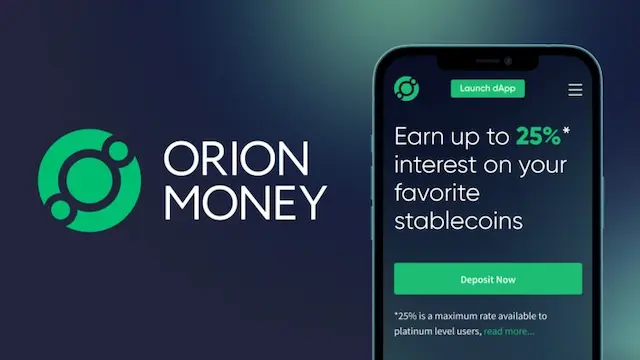 ORION
MONEY
Launch dApp
Earn up to 25%*
interest on your
favorite
stablecoins
Deposit Now
*25% is a maximum rate available to
platinum level users, read more...